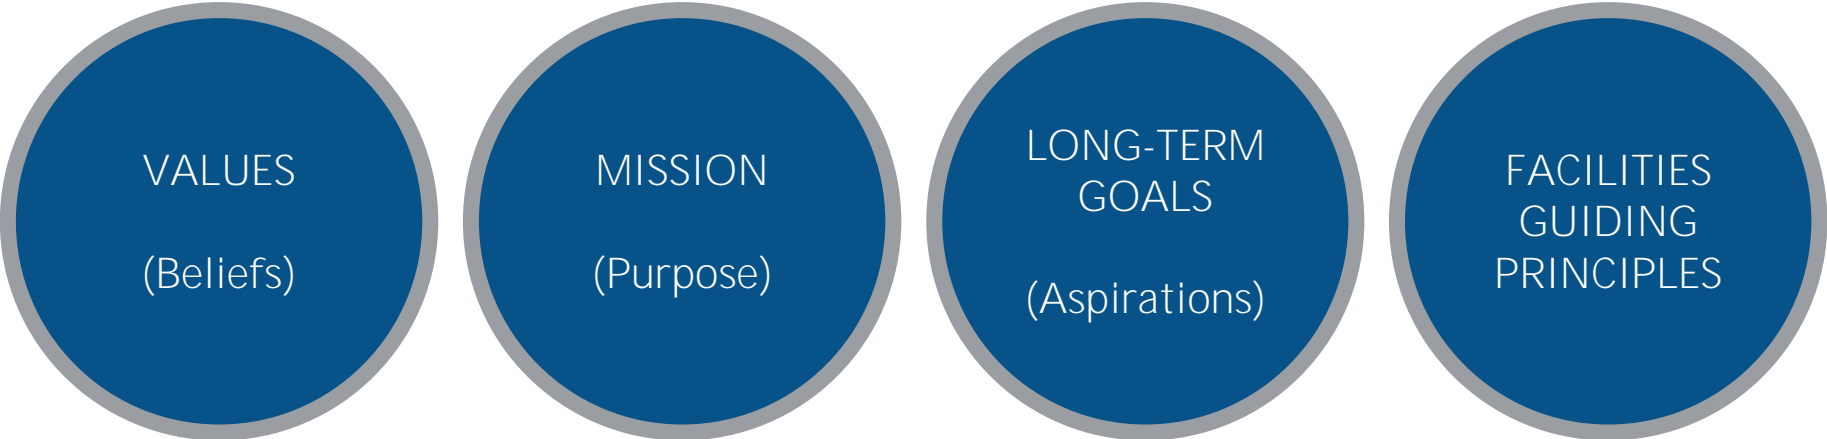 VALUES
(Beliefs)
MISSION
(Purpose)
LONG-TERM
GOALS
(Aspirations)
FACILITIES
GUIDING
PRINCIPLES